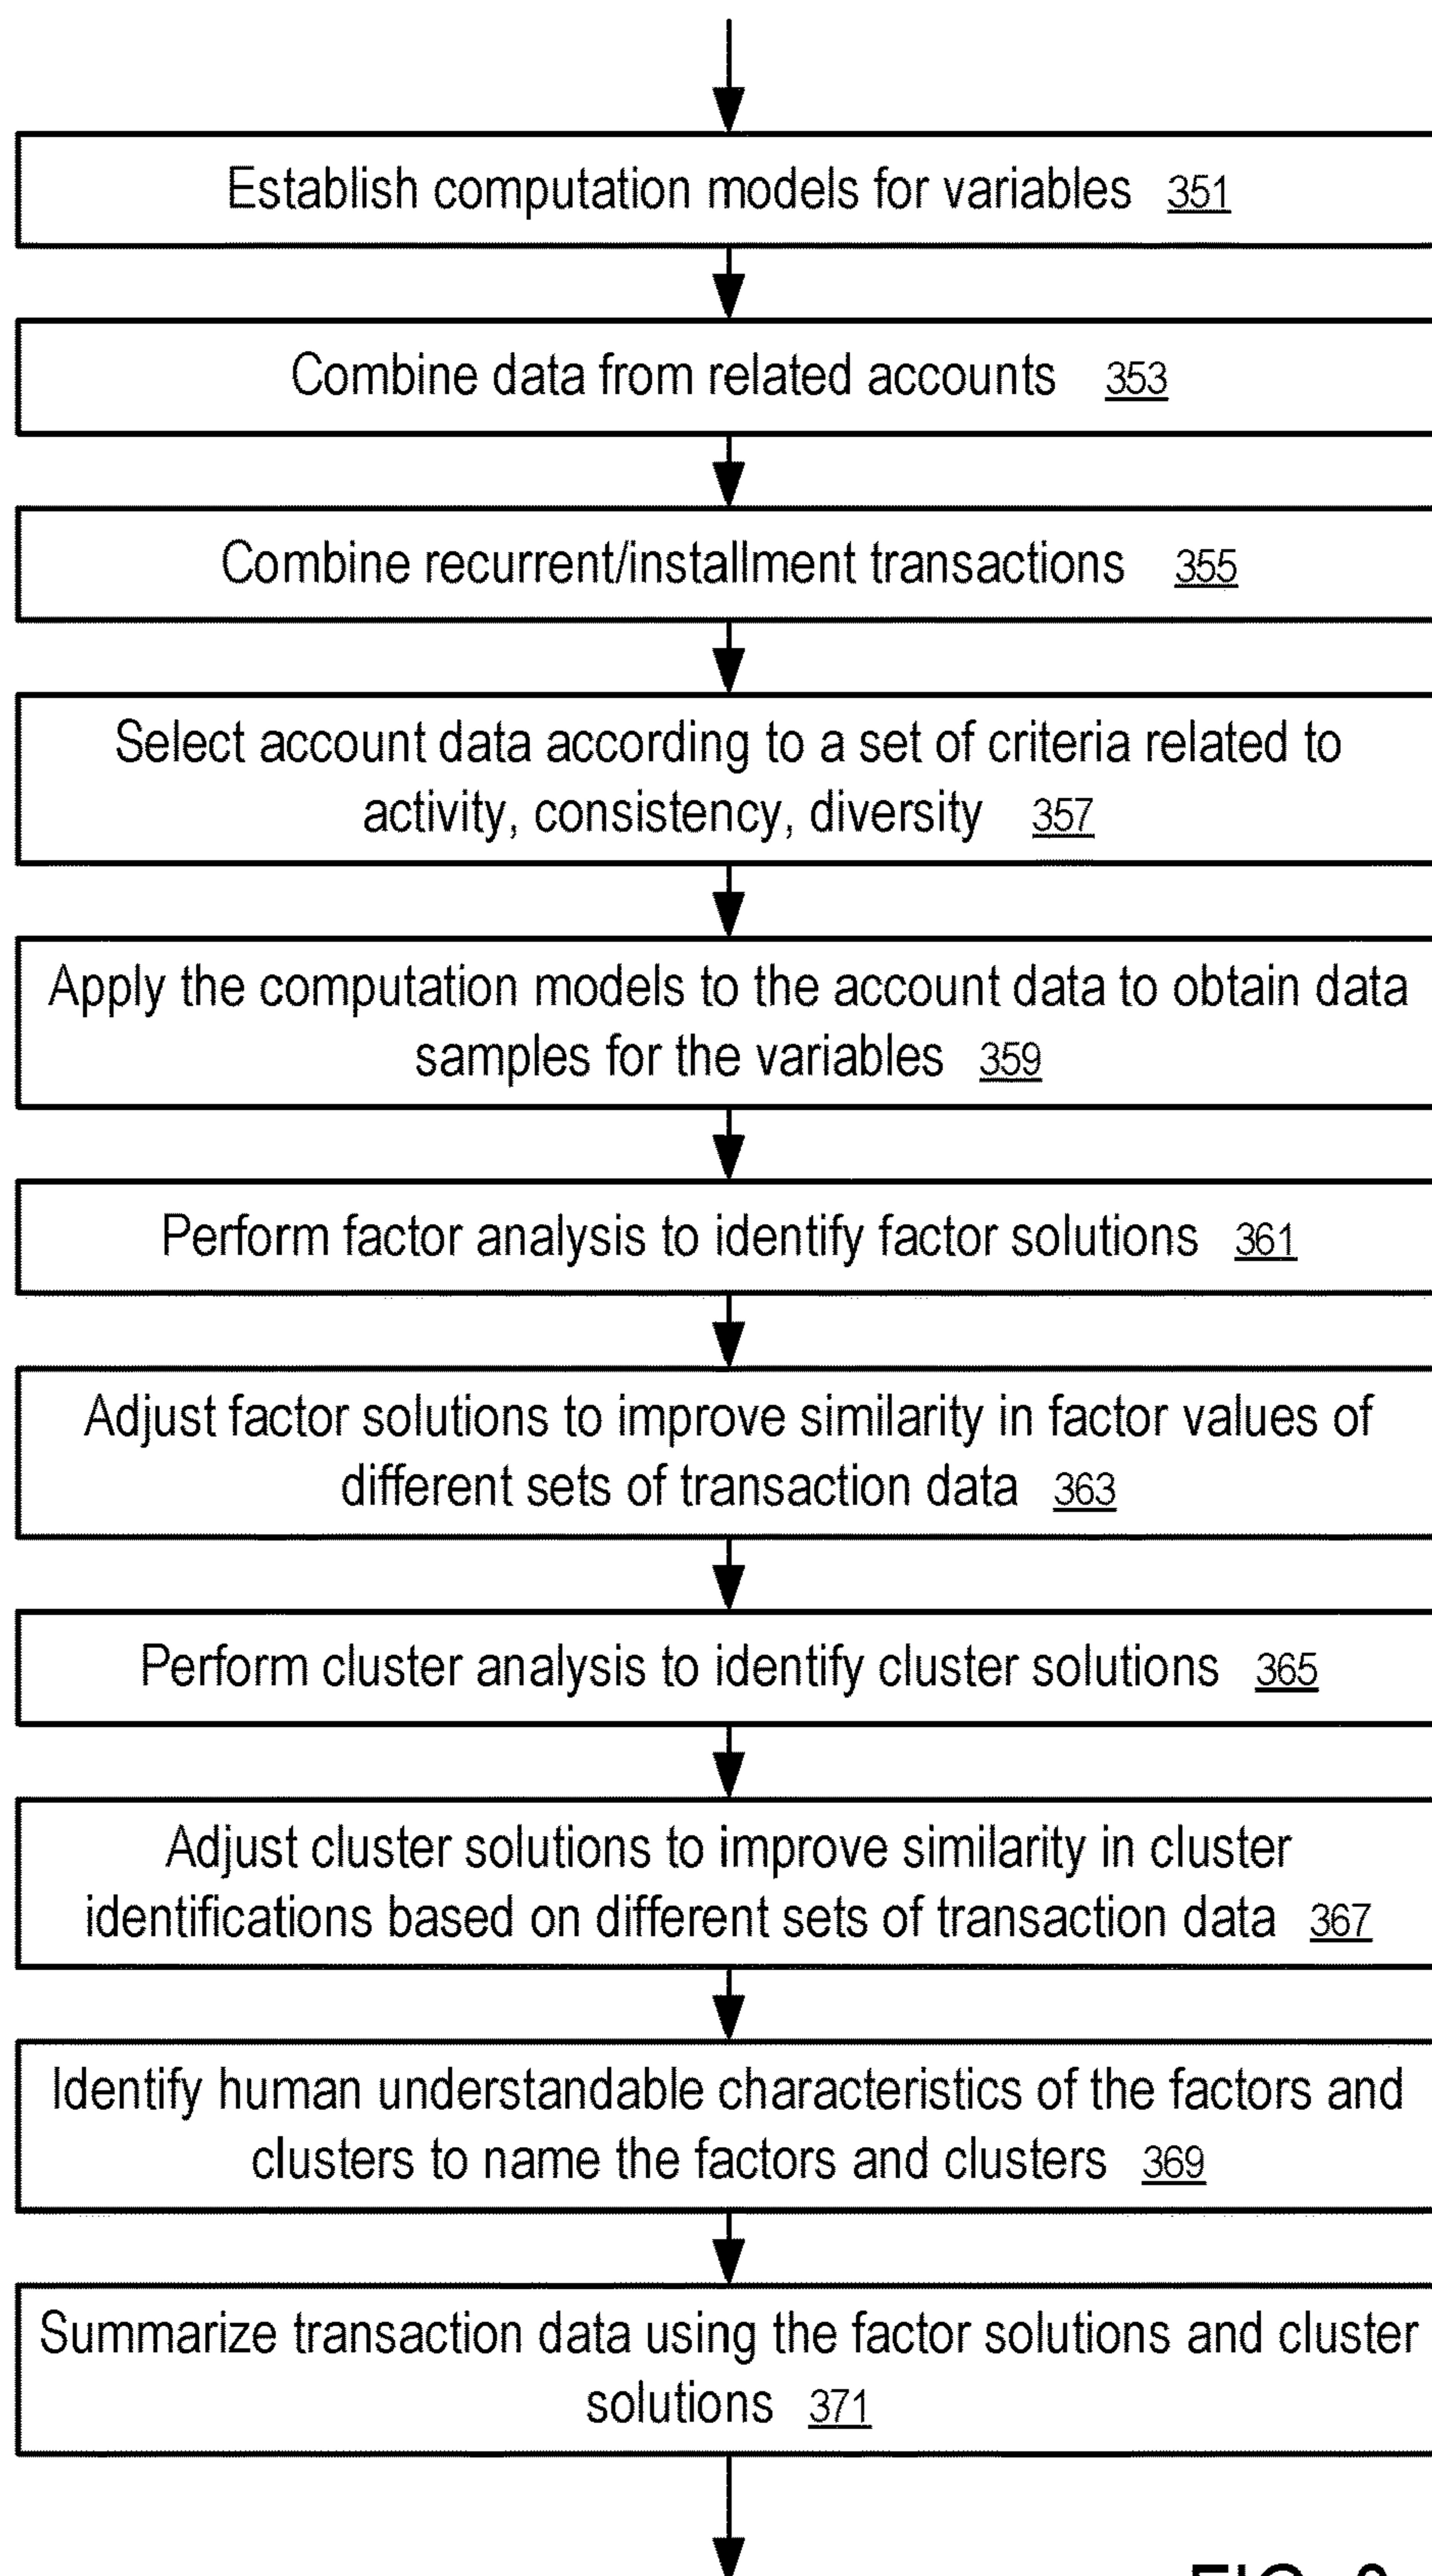 Establish computation models for variables 351
Combine data from related accounts 353
Combine recurrent/installment transactions 355
Select account data according to a set of criteria related to
activity, consistency, diversity 357
Apply the computation models to the account data to obtain data
samples for the variables 359
Perform factor analysis to identify factor solutions 361
Adjust factor solutions to improve similarity in factor values of
different sets of transaction data 363
Perform cluster analysis to identify cluster solutions 365
Adjust cluster solutions to improve similarity in cluster
identifications based on different sets of transaction data 367
Identify human understandable characteristics of the factors and
clusters to name the factors and clusters 369
Summarize transaction data using the factor solutions and cluster
solutions 371
FIG.